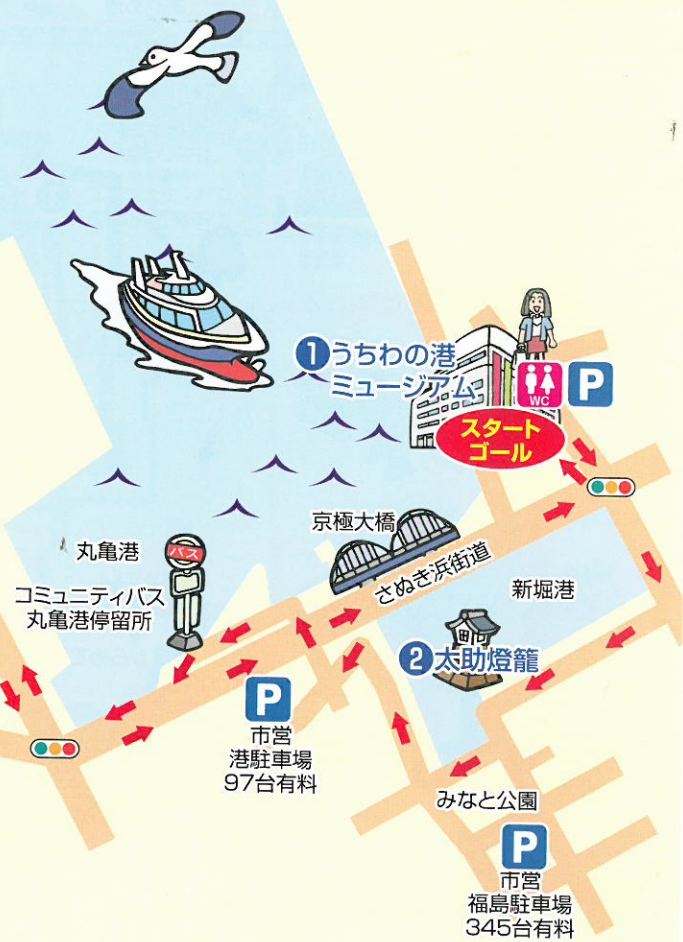 1 うちわの港
ミュージアム
WC
P
スタート
ゴール
京極大橋
さぬき浜街道
新堀港
丸亀港
バス
コミュニティバス
丸亀港停留所
2 太助燈籠
P
市営
港駐車場
97台有料
みなと公園
P
市営
福島駐車場
345台有料